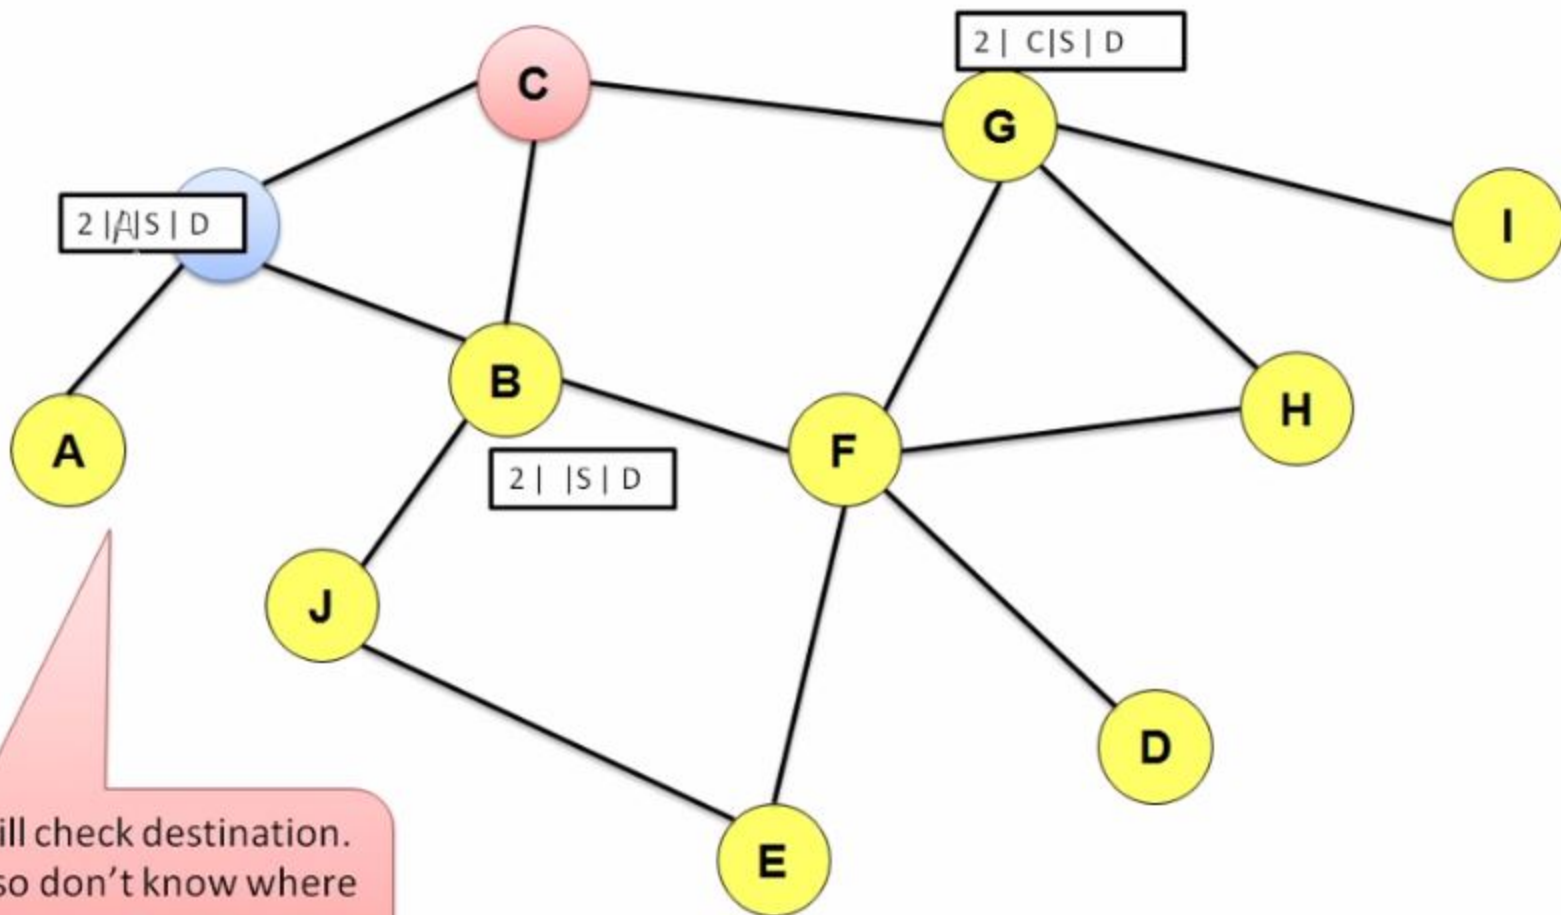 C
2 | C|S | D
G
I
2 |A|S | D
B
H
A
F
2 | |S | D
J
D
ill check destination.
so don't know where
E